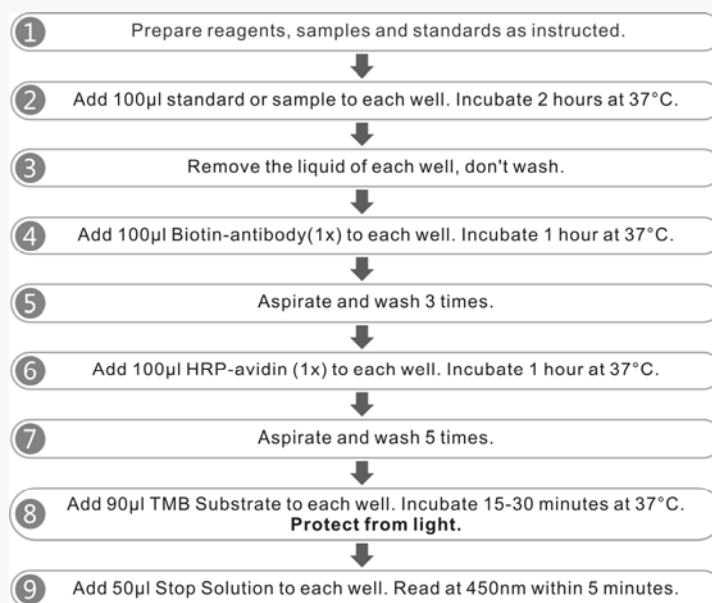 1 Prepare reagents, samples and standards as instructed.
2 Add 100µl standard or sample to each well. Incubate 2 hours at 37°C.
3 Remove the liquid of each well, don't wash.
4 Add 100µl Biotin-antibody(1x) to each well. Incubate 1 hour at 37°C.
5 Aspirate and wash 3 times.
6 Add 100µl HRP-avidin (1x) to each well. Incubate 1 hour at 37°C.
7 Aspirate and wash 5 times.
8 Add 90µl TMB Substrate to each well. Incubate 15-30 minutes at 37°C.
Protect from light.
9 Add 50µl Stop Solution to each well. Read at 450nm within 5 minutes.